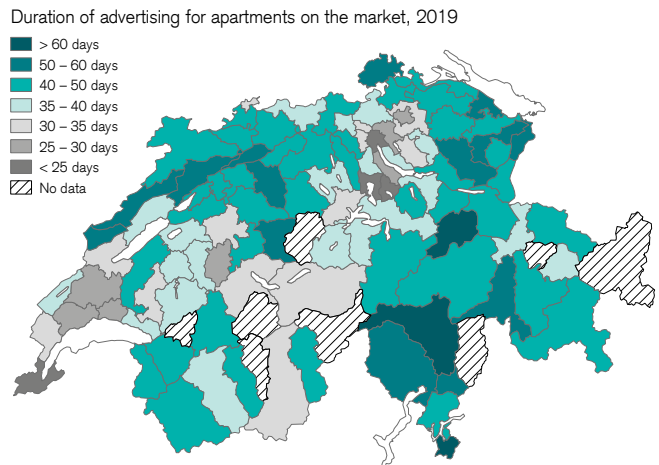 Duration of advertising for apartments on the market, 2019
> 60 days
50 – 60 days
40 – 50 days
35 – 40 days
30 – 35 days
25 – 30 days
< 25 days
No data